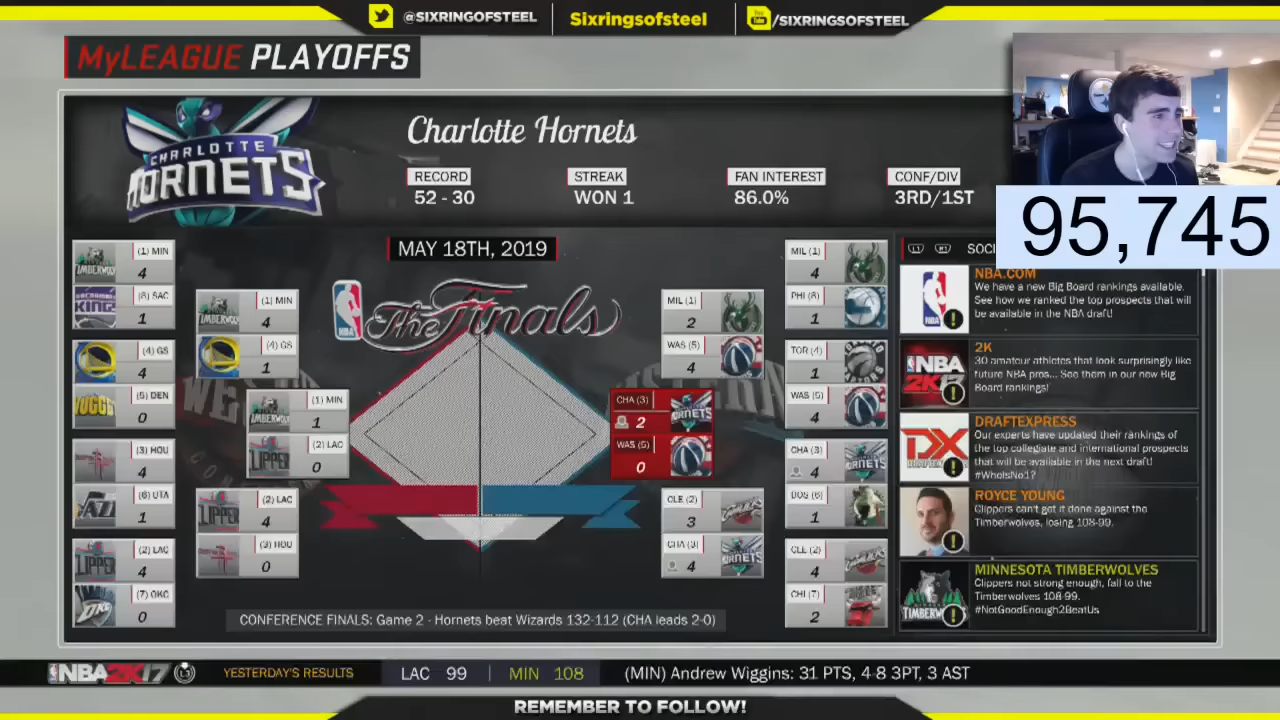 @SIXRINGSOFSTEEL
Sixringsofsteel
/SIXRINGSOFSTEEL
MyLEAGUE PLAYOFFS
CHARLOTTE
HORNETS
Charlotte Hornets
RECORD
52 - 30
STREAK
WON 1
FAN INTEREST
86.0%
CONF/DIV
3RD/1ST
95,745
MAY 18TH, 2019
NBA
The Finals
(1) MIN
4
(8) SAC
1
(4) GS
4
(5) DEN
0
(3) HOU
4
(6) UTA
1
(2) LAC
4
(7) OKC
0
(1) MIN
4
(4) GS
1
(2) LAC
4
(3) HOU
0
(1) MIN
1
(2) LAC
0
CHA (3)
2
WAS (5)
0
MIL (1)
2
WAS (5)
4
CLE (2)
3
CHA (3)
4
MIL (1)
4
PHI (8)
1
TOR (4)
1
WAS (5)
4
CHA (3)
4
BOS (6)
1
CLE (2)
4
CHI (7)
2
CONFERENCE FINALS: Game 2 - Hornets beat Wizards 132-112 (CHA leads 2-0)
L1 R1 SOCI
NBA.COM
We have a new Big Board rankings available.
See how we ranked the top prospects that will
be available in the NBA draft!
2K
30 amateur athletes that look surprisingly like
future NBA pros... See them in our new Big
Board rankings!
DRAFTEXPRESS
Our experts have updated their rankings of
the top collegiate and international prospects
that will be available in the next draft!
#WhoIsNo1?
ROYCE YOUNG
Clippers can't get it done against the
Timberwolves, losing 108-99.
MINNESOTA TIMBERWOLVES
Clippers not strong enough, fall to the
Timberwolves 108-99.
#NotGoodEnough2BeatUs
NBA 2K17
YESTERDAY'S RESULTS
LAC 99
MIN 108
(MIN) Andrew Wiggins: 31 PTS, 4-8 3PT, 3 AST
REMEMBER TO FOLLOW!